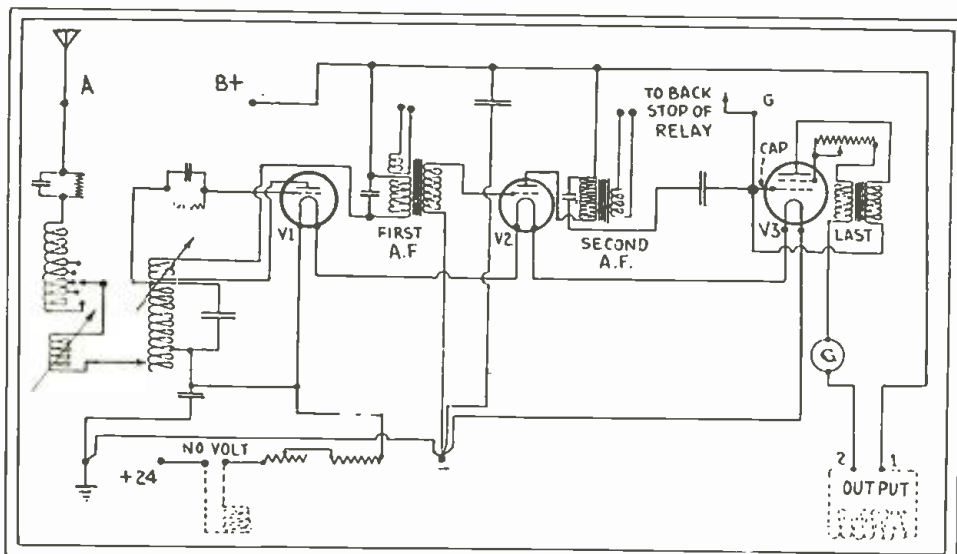 A
B+
TO BACK
STOP OF
RELAY
G
CAP
V1
FIRST
A.F
V2
SECOND
A.F.
V3
LAST
G
NO VOLT
+24
2 1
OUTPUT